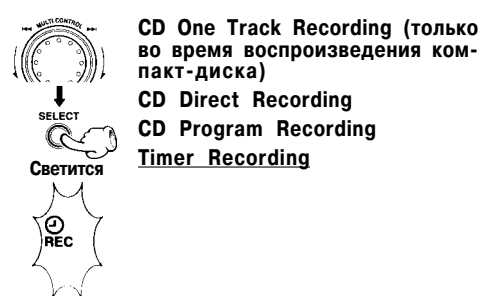 MULTI CONTROL
CD One Track Recording (только
во время воспроизведения ком-
пакт-диска)
CD Direct Recording
CD Program Recording
Timer Recording
SELECT
Светится
REC